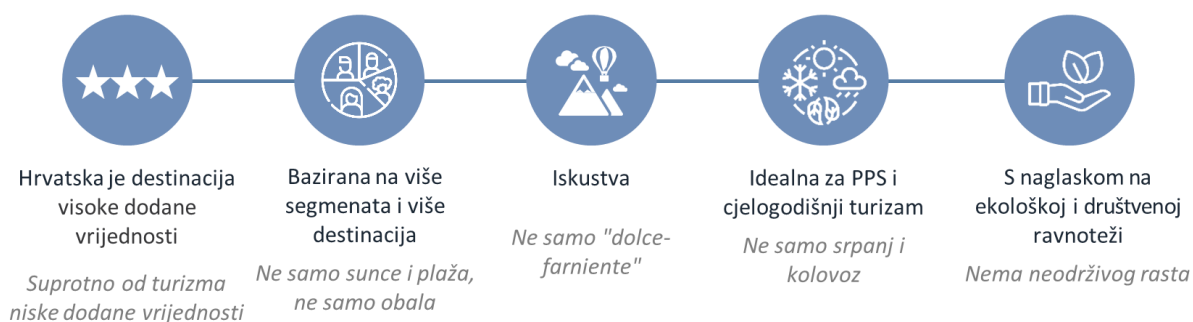 Hrvatska je destinacija
visoke dodane
vrijednosti
Suprotno od turizma
niske dodane vrijednosti
Bazirana na više
segmenata i više
destinacija
Ne samo sunce i plaža,
ne samo obala
Iskustva
Ne samo "dolce-
farniente"
Idealna za PPS i
cjelogodišnji turizam
Ne samo srpanj i
kolovoz
S naglaskom na
ekološkoj i društvenoj
ravnoteži
Nema neodrživog rasta